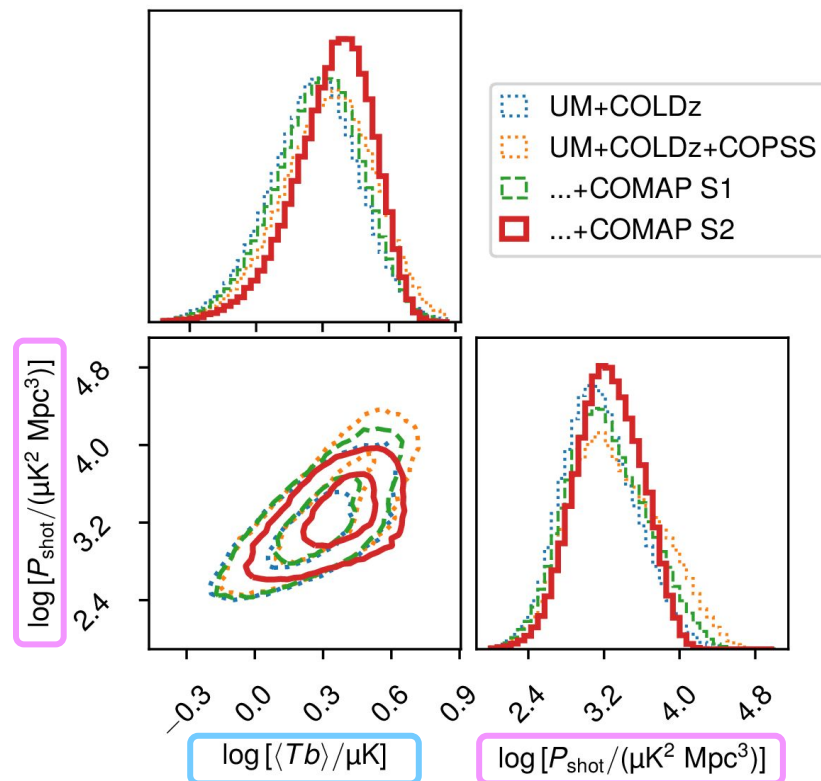 UM+COLDz
UM+COLDz+COPSS
...+COMAP S1
...+COMAP S2
log [P_shot/(μK² Mpc³)]
4.8
4.0
3.2
2.4
−0.3
0.0
0.3
0.6
0.9
2.4
3.2
4.0
4.8
log [⟨Tb⟩/μK]
log [P_shot/(μK² Mpc³)]